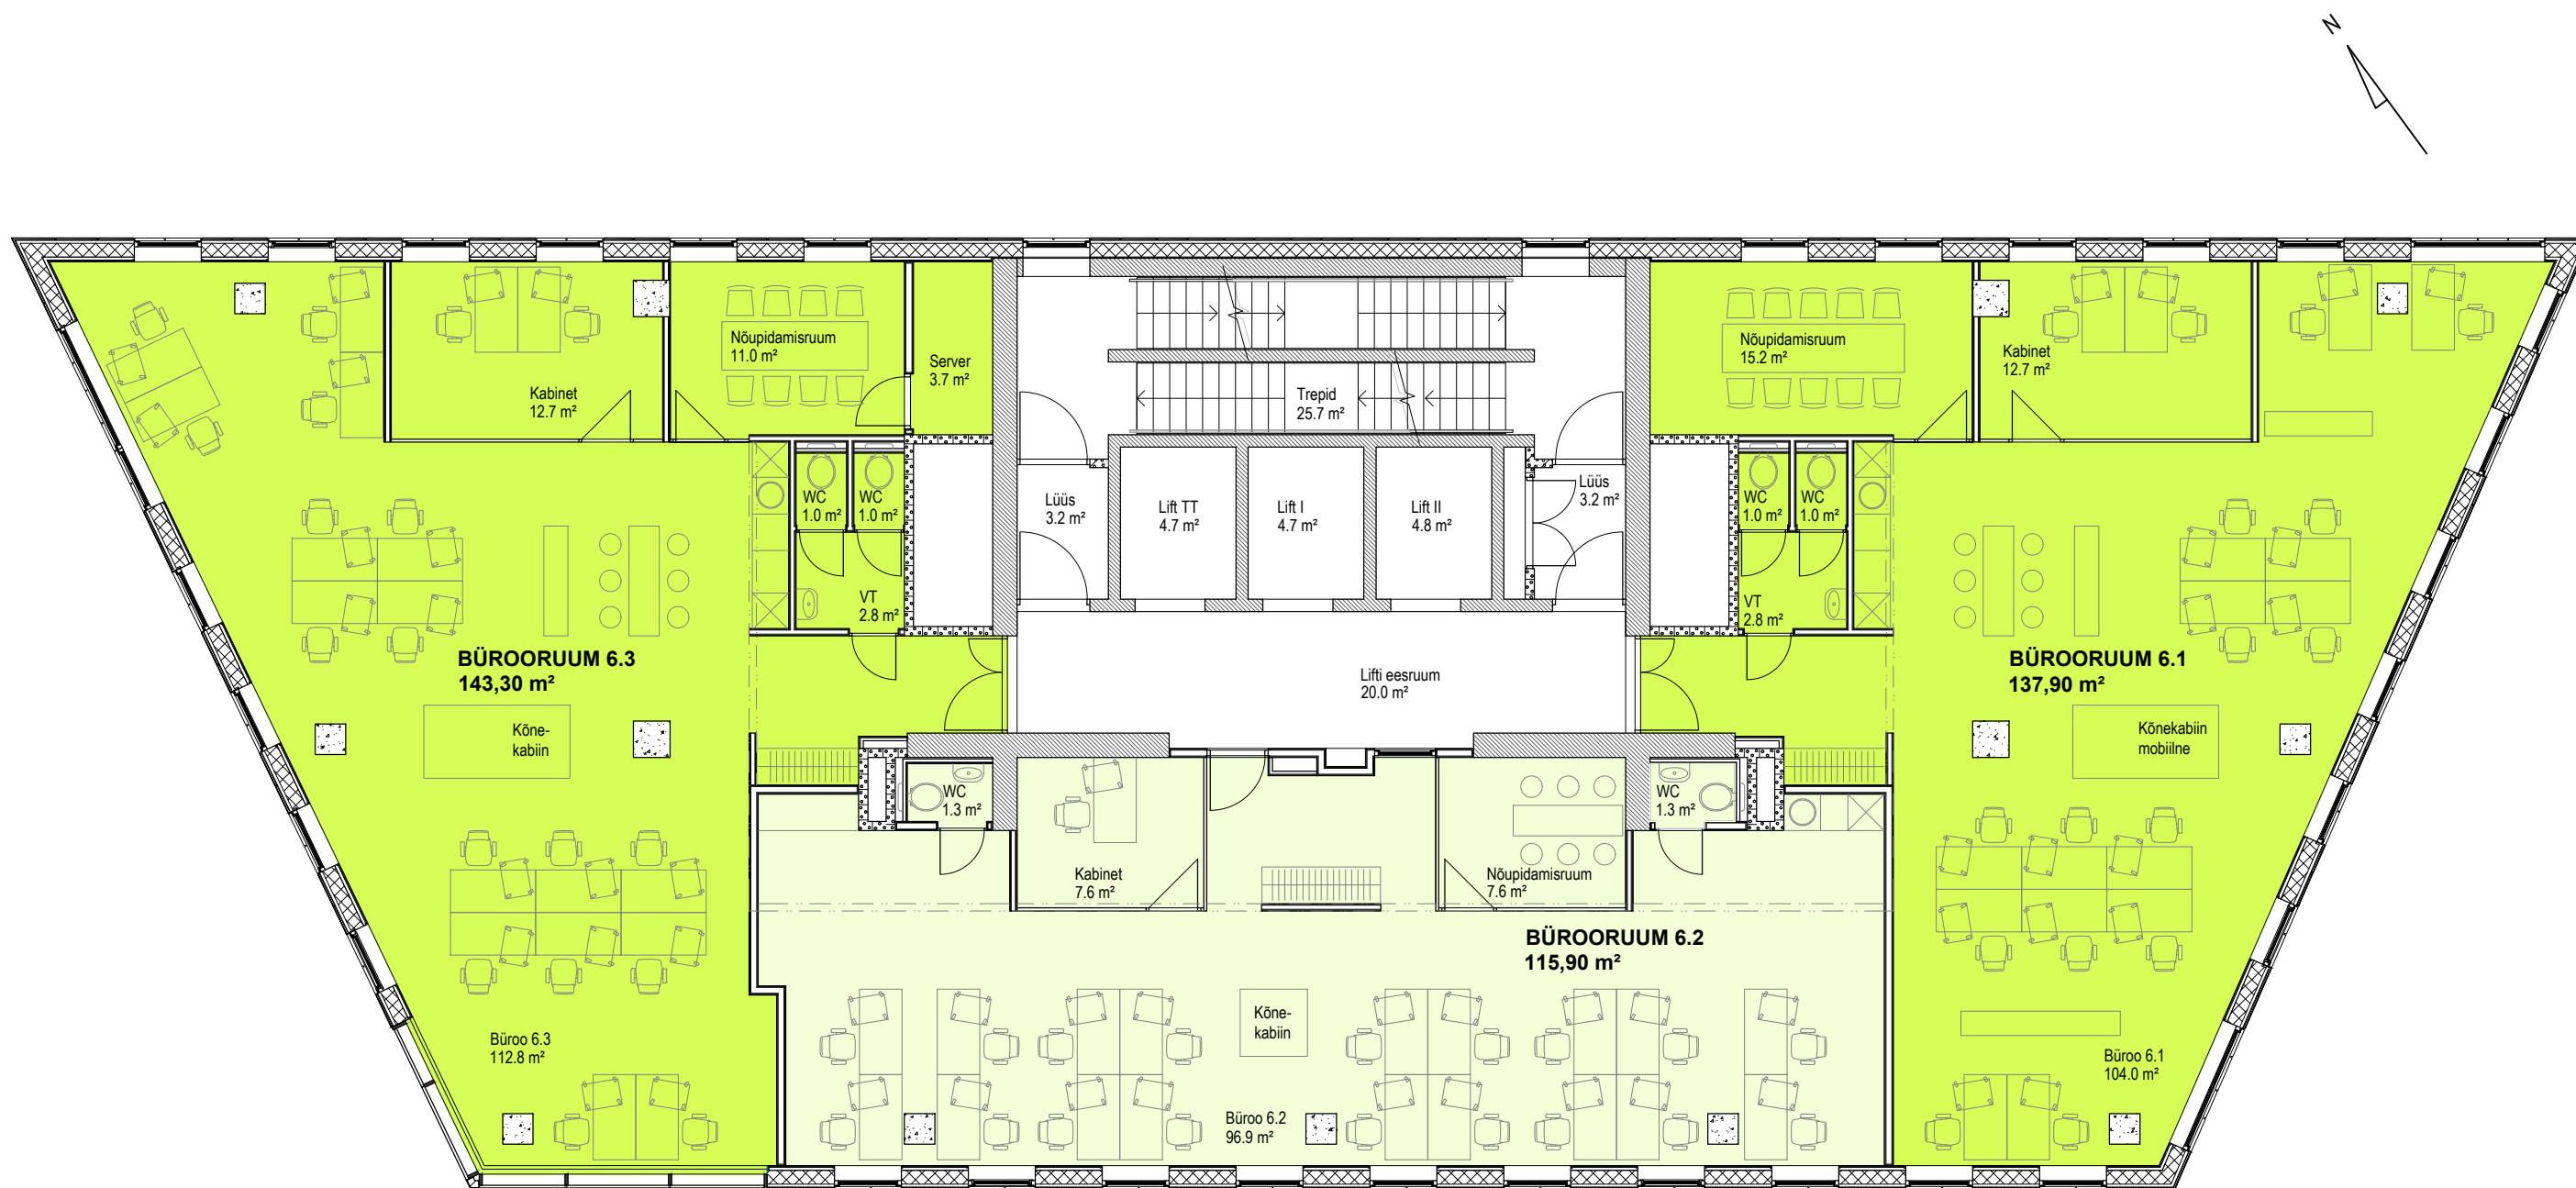 N
Nõupidamisruum
11.0 m²
Server
3.7 m²
Kabinet
12.7 m²
Trepid
25.7 m²
Nõupidamisruum
15.2 m²
Kabinet
12.7 m²
WC
1.0 m²
WC
1.0 m²
VT
2.8 m²
Lüüs
3.2 m²
Lift TT
4.7 m²
Lift I
4.7 m²
Lift II
4.8 m²
Lüüs
3.2 m²
WC
1.0 m²
WC
1.0 m²
VT
2.8 m²
BÜROORUUM 6.3
143,30 m²
Lifti eesruum
20.0 m²
BÜROORUUM 6.1
137,90 m²
Kõne-
kabiin
Kõnekabiin
mobiilne
WC
1.3 m²
WC
1.3 m²
Kabinet
7.6 m²
Nõupidamisruum
7.6 m²
BÜROORUUM 6.2
115,90 m²
Kõne-
kabiin
Büroo 6.3
112.8 m²
Büroo 6.1
104.0 m²
Büroo 6.2
96.9 m²